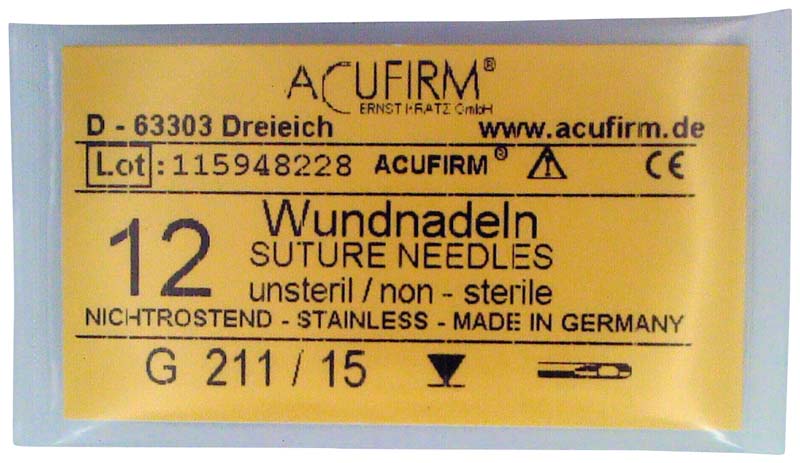 ACUFIRM®
ERNST KRATZ GmbH
D - 63303 Dreieich www.acufirm.de
Lot : 115948228 ACUFIRM® CE
12 Wundnadeln
SUTURE NEEDLES
unsteril / non - sterile
NICHTROSTEND - STAINLESS - MADE IN GERMANY
G 211 / 15